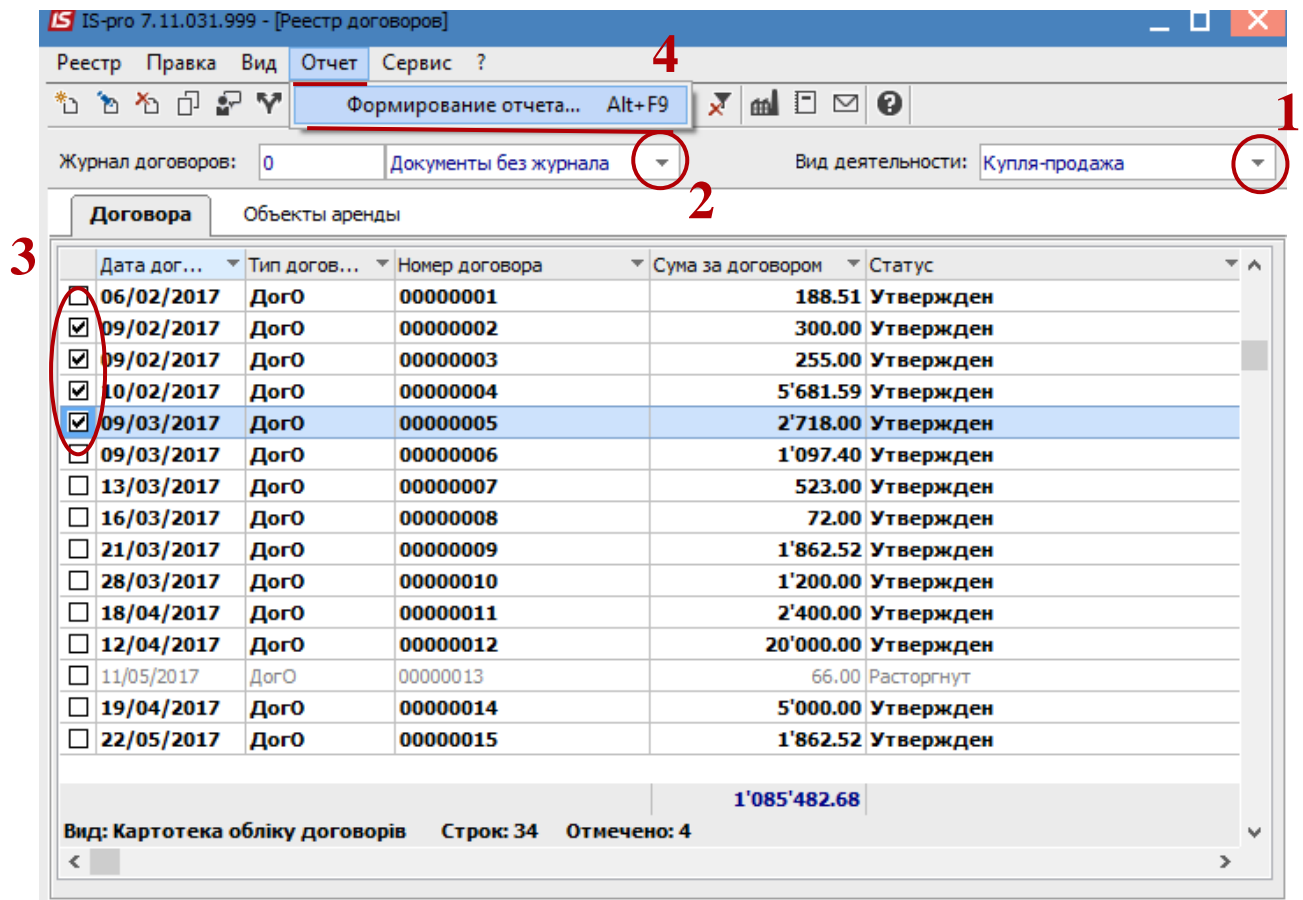 IS IS-pro 7.11.031.999 - [Реестр договоров]
Реестр Правка Вид Отчет Сервис ?
4
Формирование отчета... Alt+F9
1
Журнал договоров: 0 Документы без журнала Вид деятельности: Купля-продажа
2
Договора Объекты аренды
3
Дата дог... Тип догов... Номер договора Сума за договором Статус
06/02/2017 ДогО 00000001 188.51 Утвержден
09/02/2017 ДогО 00000002 300.00 Утвержден
09/02/2017 ДогО 00000003 255.00 Утвержден
10/02/2017 ДогО 00000004 5'681.59 Утвержден
09/03/2017 ДогО 00000005 2'718.00 Утвержден
09/03/2017 ДогО 00000006 1'097.40 Утвержден
13/03/2017 ДогО 00000007 523.00 Утвержден
16/03/2017 ДогО 00000008 72.00 Утвержден
21/03/2017 ДогО 00000009 1'862.52 Утвержден
28/03/2017 ДогО 00000010 1'200.00 Утвержден
18/04/2017 ДогО 00000011 2'400.00 Утвержден
12/04/2017 ДогО 00000012 20'000.00 Утвержден
11/05/2017 ДогО 00000013 66.00 Расторгнут
19/04/2017 ДогО 00000014 5'000.00 Утвержден
22/05/2017 ДогО 00000015 1'862.52 Утвержден
1'085'482.68
Вид: Картотека обліку договорів Строк: 34 Отмечено: 4